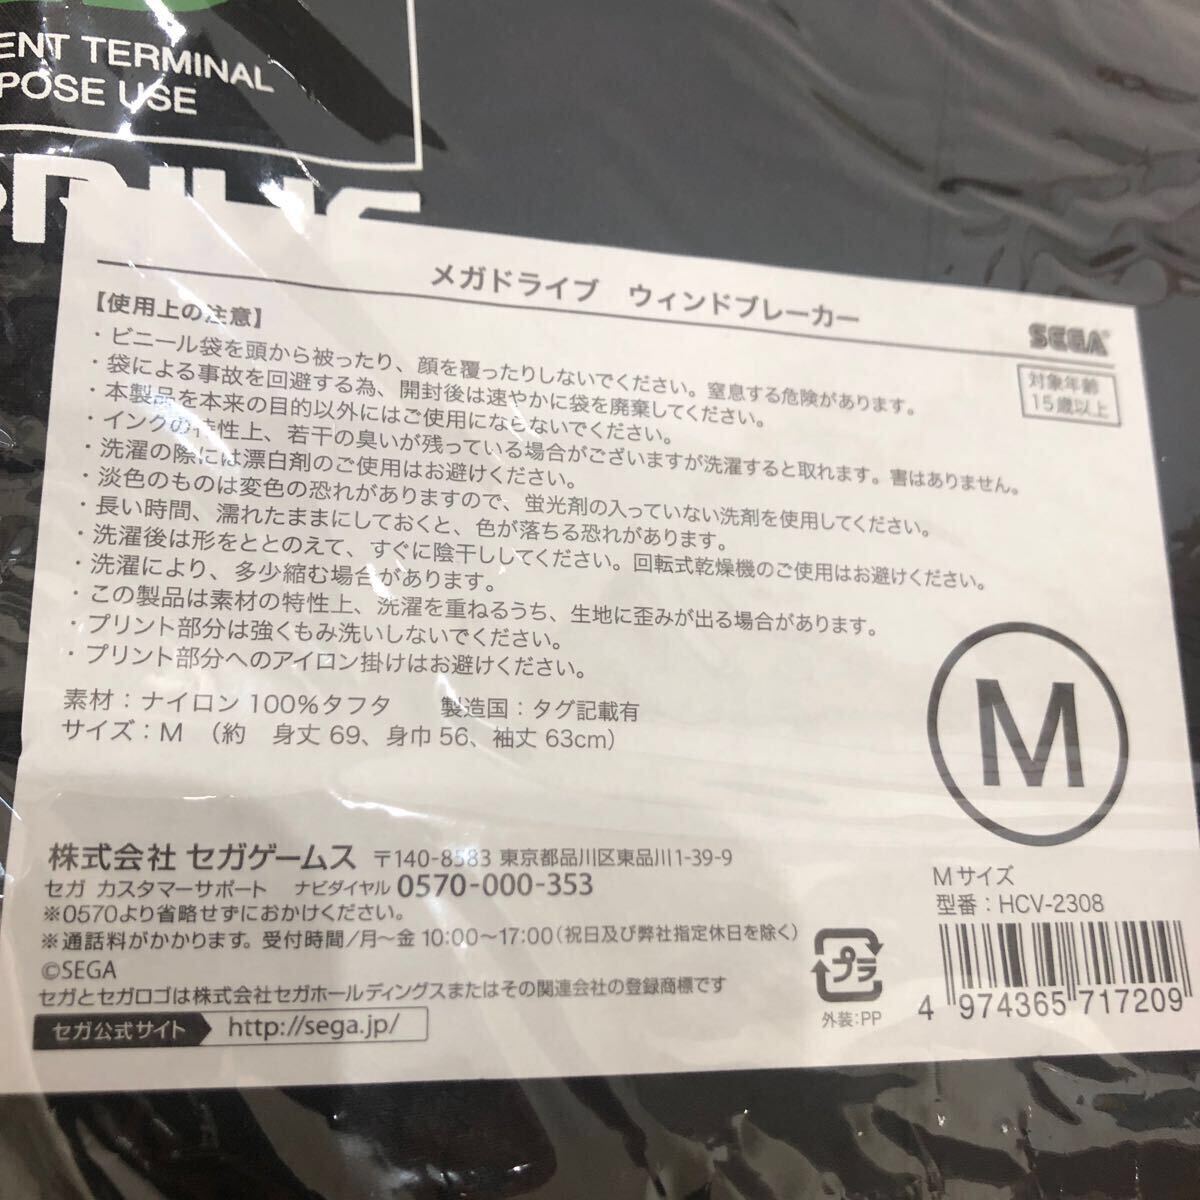 ENT TERMINAL
POSE USE
メガドライブ ウィンドブレーカー
SEGA
対象年齢
15歳以上
【使用上の注意】
・ビニール袋を頭から被ったり、顔を覆ったりしないでください。窒息する危険があります。
・袋による事故を回避する為、開封後は速やかに袋を廃棄してください。
・本製品を本来の目的以外にはご使用にならないでください。
・インクの特性上、若干の臭いが残っている場合がございますが洗濯すると取れます。害はありません。
・洗濯の際には漂白剤のご使用はお避けください。
・淡色のものは変色の恐れがありますので、蛍光剤の入っていない洗剤を使用してください。
・長い時間、濡れたままにしておくと、色が落ちる恐れがあります。
・洗濯後は形をととのえて、すぐに陰干ししてください。回転式乾燥機のご使用はお避けください。
・洗濯により、多少縮む場合があります。
・この製品は素材の特性上、洗濯を重ねるうち、生地に歪みが出る場合があります。
・プリント部分は強くもみ洗いしないでください。
・プリント部分へのアイロン掛けはお避けください。
素材：ナイロン 100%タフタ 製造国：タグ記載有
サイズ：M （約 身丈 69、身巾 56、袖丈 63cm）
M
株式会社 セガゲームス 〒140-8583 東京都品川区東品川1-39-9
セガ カスタマーサポート ナビダイヤル 0570-000-353
※0570より省略せずにおかけください。
※通話料がかかります。受付時間/月〜金 10:00〜17:00(祝日及び弊社指定休日を除く)
©SEGA
セガとセガロゴは株式会社セガホールディングスまたはその関連会社の登録商標です
セガ公式サイト http://sega.jp/
プラ
外装：PP
Mサイズ
型番：HCV-2308
4 974365 717209